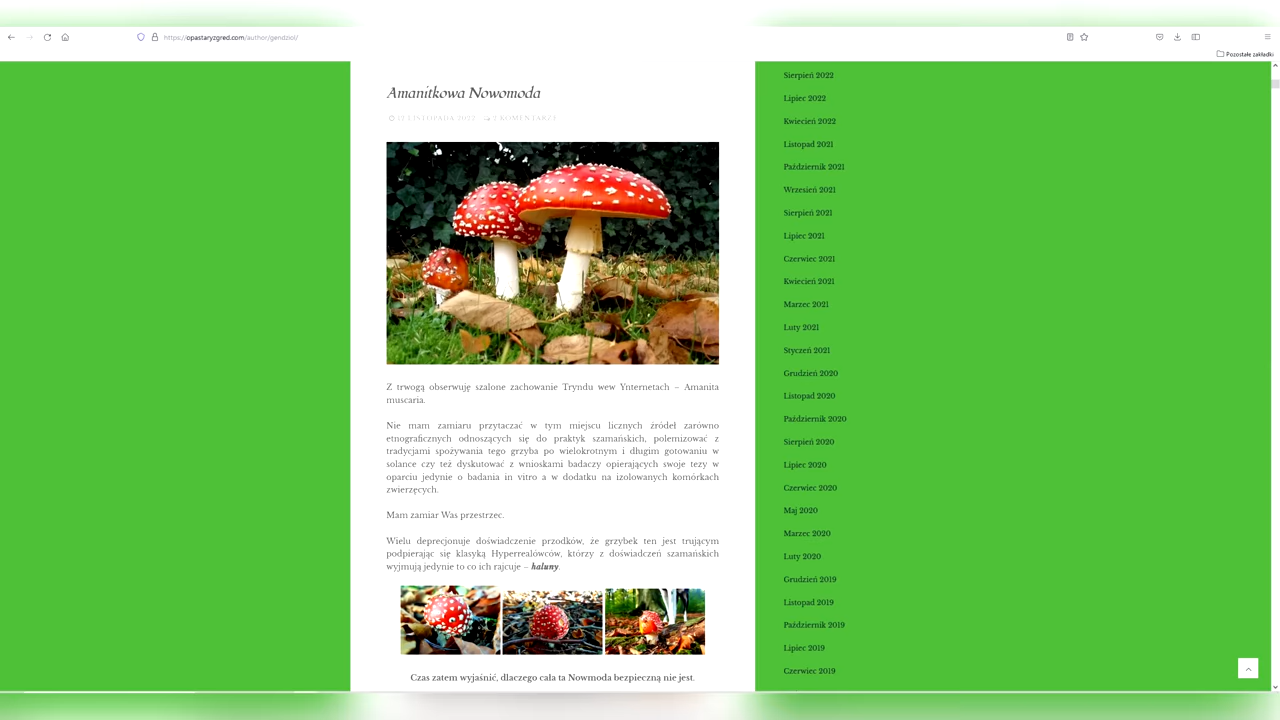 https://opastaryzgred.com/author/gendziol/
Pozostałe zakładki
Amanitkowa Nowomoda
LISTOPADA 2022 2 KOMENTARZE
Z trwogą obserwuję szalone zachowanie Tryndu wew Ynternetach – Amanita
muscaria.
Nie mam zamiaru przytaczać w tym miejscu licznych źródeł zarówno
etnograficznych odnoszących się do praktyk szamańskich, polemizować z
tradycjami spożywania tego grzyba po wielokrotnym i długim gotowaniu w
solance czy też dyskutować z wnioskami badaczy opierających swoje tezy w
oparciu jedynie o badania in vitro a w dodatku na izolowanych komórkach
zwierzęcych.
Mam zamiar Was przestrzec.
Wielu deprecjonuje doświadczenie przodków, że grzybek ten jest trującym
podpierając się klasyką Hyperrealówców, którzy z doświadczeń szamańskich
wyjmują jedynie to co ich rajcuje – haluny.
Czas zatem wyjaśnić, dlaczego cała ta Nowmoda bezpieczną nie jest.
Sierpień 2022
Lipiec 2022
Kwiecień 2022
Listopad 2021
Październik 2021
Wrzesień 2021
Sierpień 2021
Lipiec 2021
Czerwiec 2021
Kwiecień 2021
Marzec 2021
Luty 2021
Styczeń 2021
Grudzień 2020
Listopad 2020
Październik 2020
Sierpień 2020
Lipiec 2020
Czerwiec 2020
Maj 2020
Marzec 2020
Luty 2020
Grudzień 2019
Listopad 2019
Październik 2019
Lipiec 2019
Czerwiec 2019